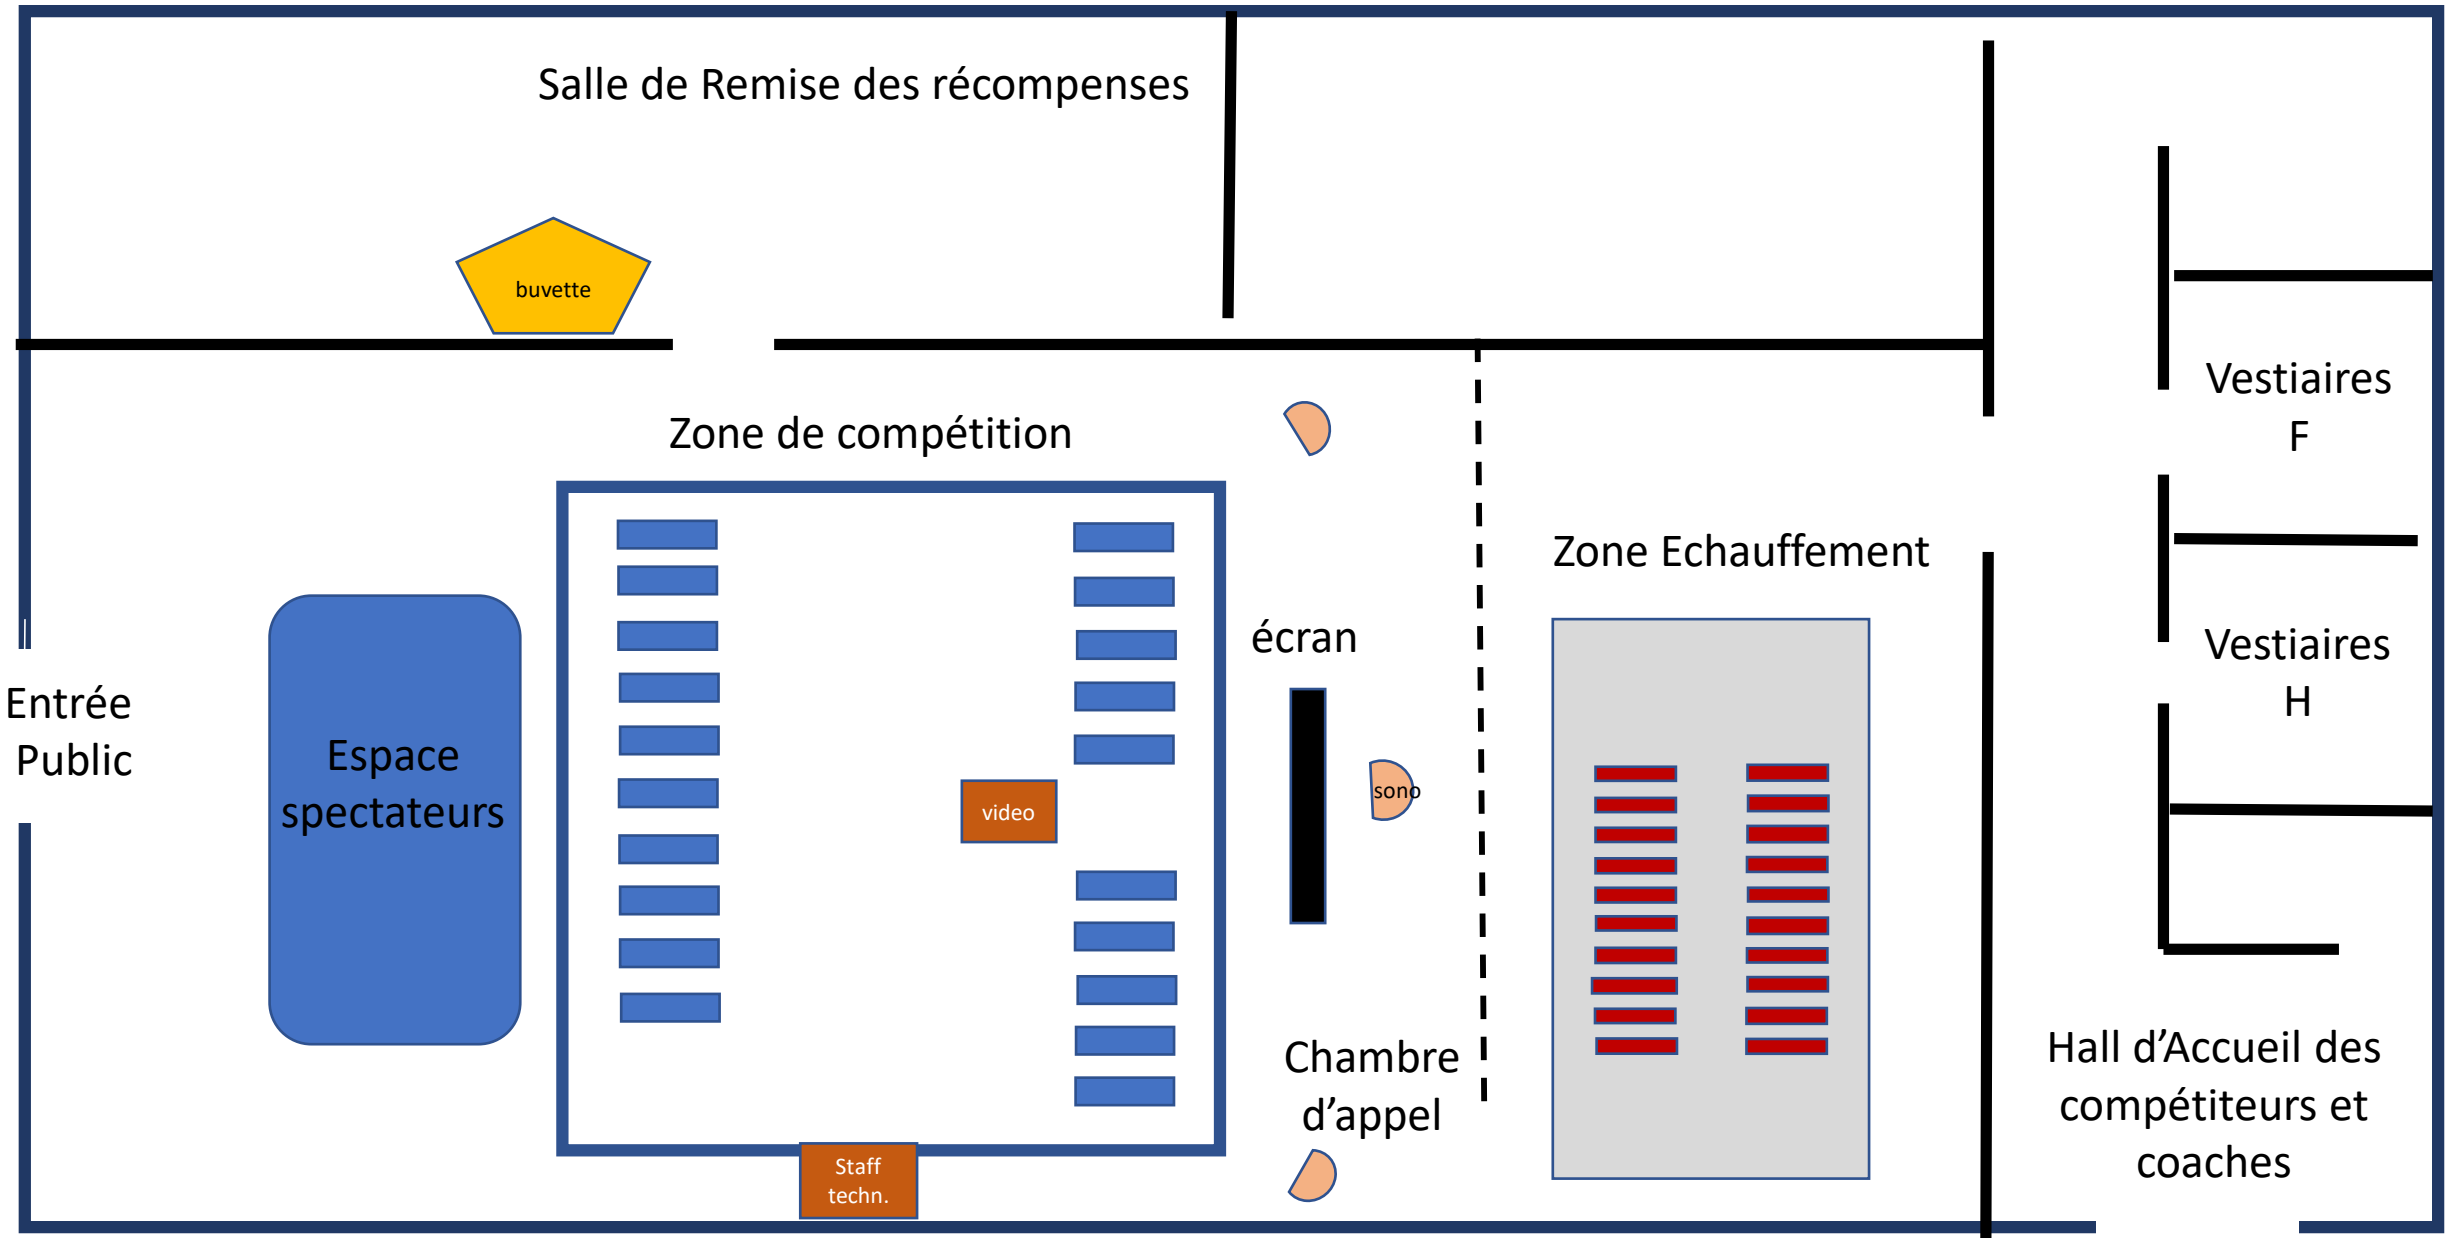 Salle de Remise des récompenses
buvette
Vestiaires
F
Zone de compétition
Zone Echauffement
écran
Vestiaires
H
Entrée
Public
Espace
spectateurs
video
sono
Chambre
d’appel
Hall d’Accueil des
compétiteurs et
coaches
Staff
techn.